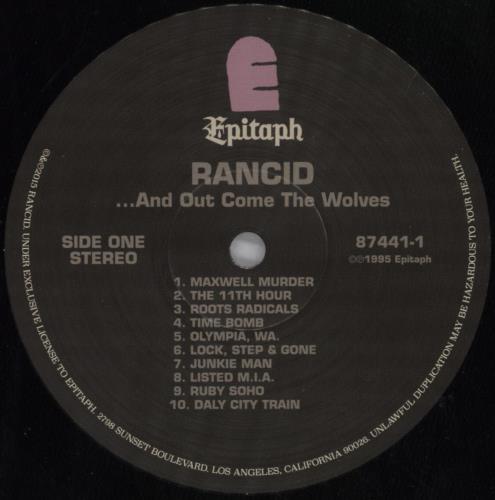 E
Epitaph
RANCID
...And Out Come The Wolves
SIDE ONE
STEREO
87441-1
©℗1995 Epitaph
1. MAXWELL MURDER
2. THE 11TH HOUR
3. ROOTS RADICALS
4. TIME BOMB
5. OLYMPIA, WA.
6. LOCK, STEP & GONE
7. JUNKIE MAN
8. LISTED M.I.A.
9. RUBY SOHO
10. DALY CITY TRAIN
℗&©2015 RANCID. UNDER EXCLUSIVE LICENSE TO EPITAPH. 2798 SUNSET BOULEVARD. LOS ANGELES, CALIFORNIA 90026. UNLAWFUL DUPLICATION MAY BE HAZARDOUS TO YOUR HEALTH.